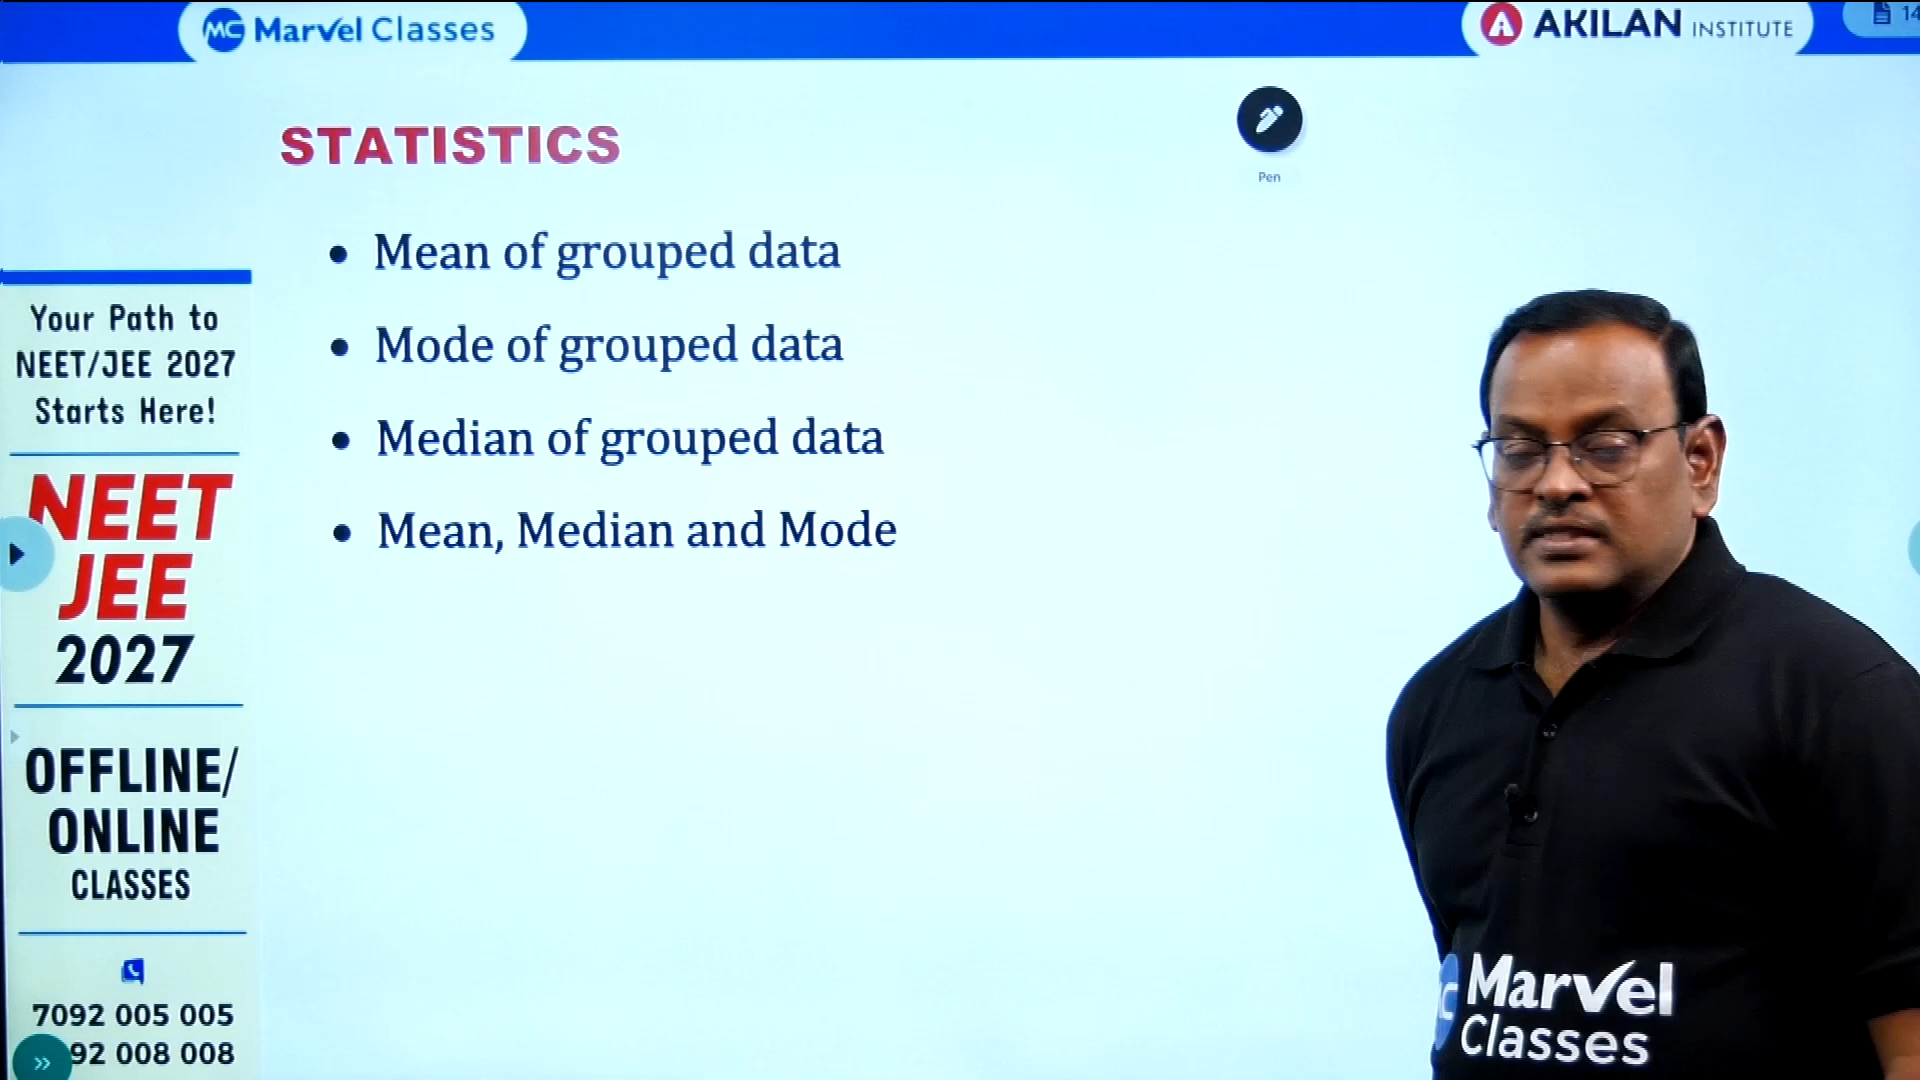 MC Marvel Classes
AKILAN INSTITUTE
14
STATISTICS
Pen
• Mean of grouped data
• Mode of grouped data
• Median of grouped data
• Mean, Median and Mode
Your Path to
NEET/JEE 2027
Starts Here!
NEET
JEE
2027
OFFLINE/
ONLINE
CLASSES
7092 005 005
92 008 008
Marvel
Classes